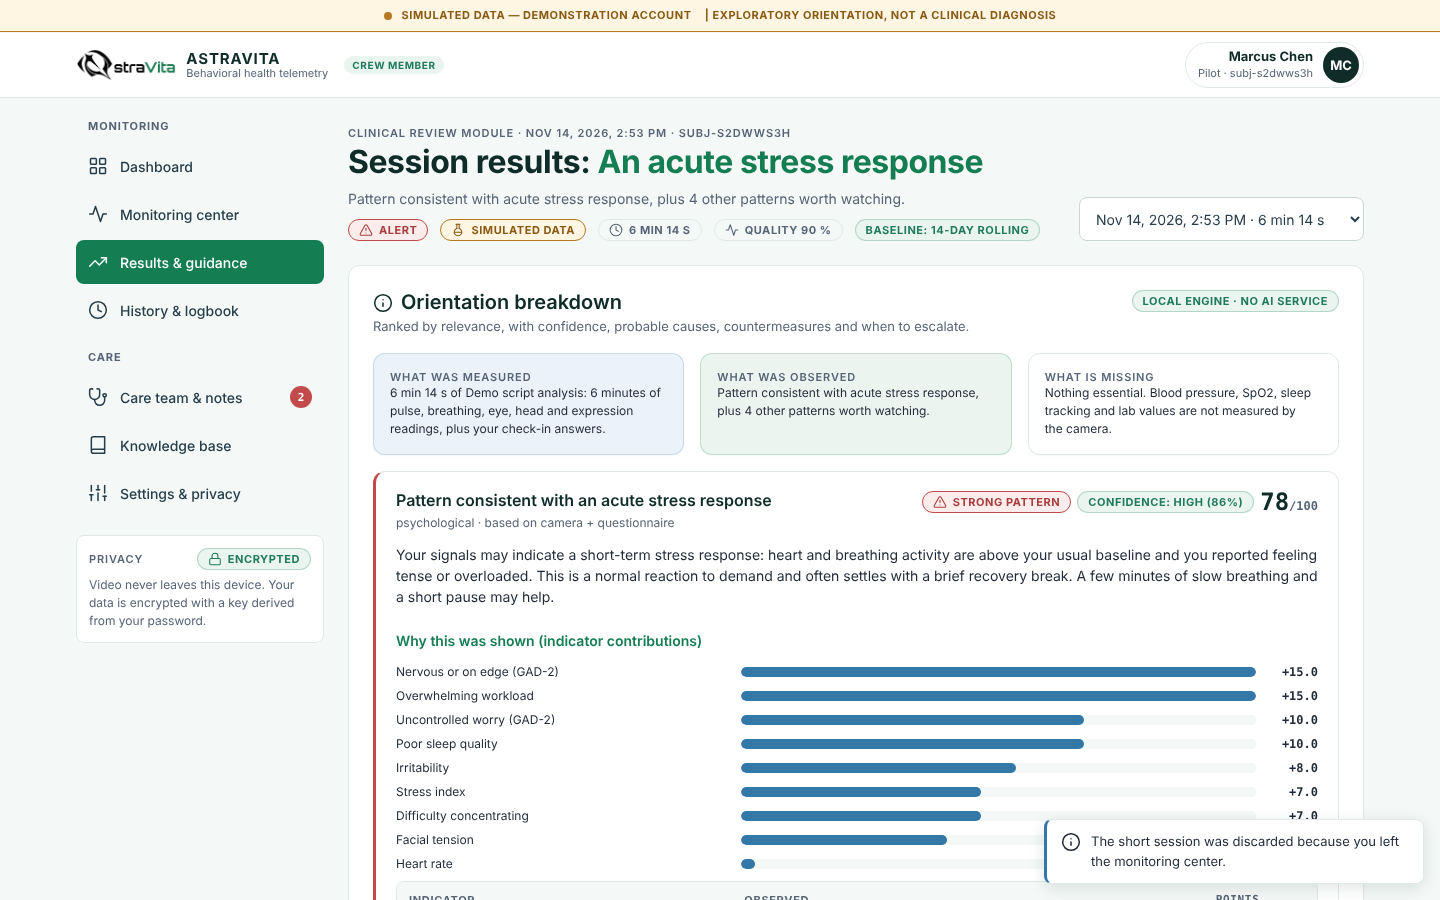 SIMULATED DATA — DEMONSTRATION ACCOUNT | EXPLORATORY ORIENTATION, NOT A CLINICAL DIAGNOSIS
straVita
ASTRAVITA
Behavioral health telemetry
CREW MEMBER
Marcus Chen
Pilot · subj-s2dwws3h
MC
MONITORING
Dashboard
Monitoring center
Results & guidance
History & logbook
CARE
Care team & notes
2
Knowledge base
Settings & privacy
PRIVACY
ENCRYPTED
Video never leaves this device. Your
data is encrypted with a key derived
from your password.
CLINICAL REVIEW MODULE · NOV 14, 2026, 2:53 PM · SUBJ-S2DWWS3H
Session results: An acute stress response
Pattern consistent with acute stress response, plus 4 other patterns worth watching.
ALERT
SIMULATED DATA
6 MIN 14 S
QUALITY 90 %
BASELINE: 14-DAY ROLLING
Nov 14, 2026, 2:53 PM · 6 min 14 s
Orientation breakdown
LOCAL ENGINE · NO AI SERVICE
Ranked by relevance, with confidence, probable causes, countermeasures and when to escalate.
WHAT WAS MEASURED
6 min 14 s of Demo script analysis: 6 minutes of
pulse, breathing, eye, head and expression
readings, plus your check-in answers.
WHAT WAS OBSERVED
Pattern consistent with acute stress response,
plus 4 other patterns worth watching.
WHAT IS MISSING
Nothing essential. Blood pressure, SpO2, sleep
tracking and lab values are not measured by
the camera.
Pattern consistent with an acute stress response
STRONG PATTERN
CONFIDENCE: HIGH (86%)
78/100
psychological · based on camera + questionnaire
Your signals may indicate a short-term stress response: heart and breathing activity are above your usual baseline and you reported feeling
tense or overloaded. This is a normal reaction to demand and often settles with a brief recovery break. A few minutes of slow breathing and
a short pause may help.
Why this was shown (indicator contributions)
Nervous or on edge (GAD-2) +15.0
Overwhelming workload +15.0
Uncontrolled worry (GAD-2) +10.0
Poor sleep quality +10.0
Irritability +8.0
Stress index +7.0
Difficulty concentrating +7.0
Facial tension
Heart rate
INDICATOR OBSERVED POINTS
The short session was discarded because you left
the monitoring center.